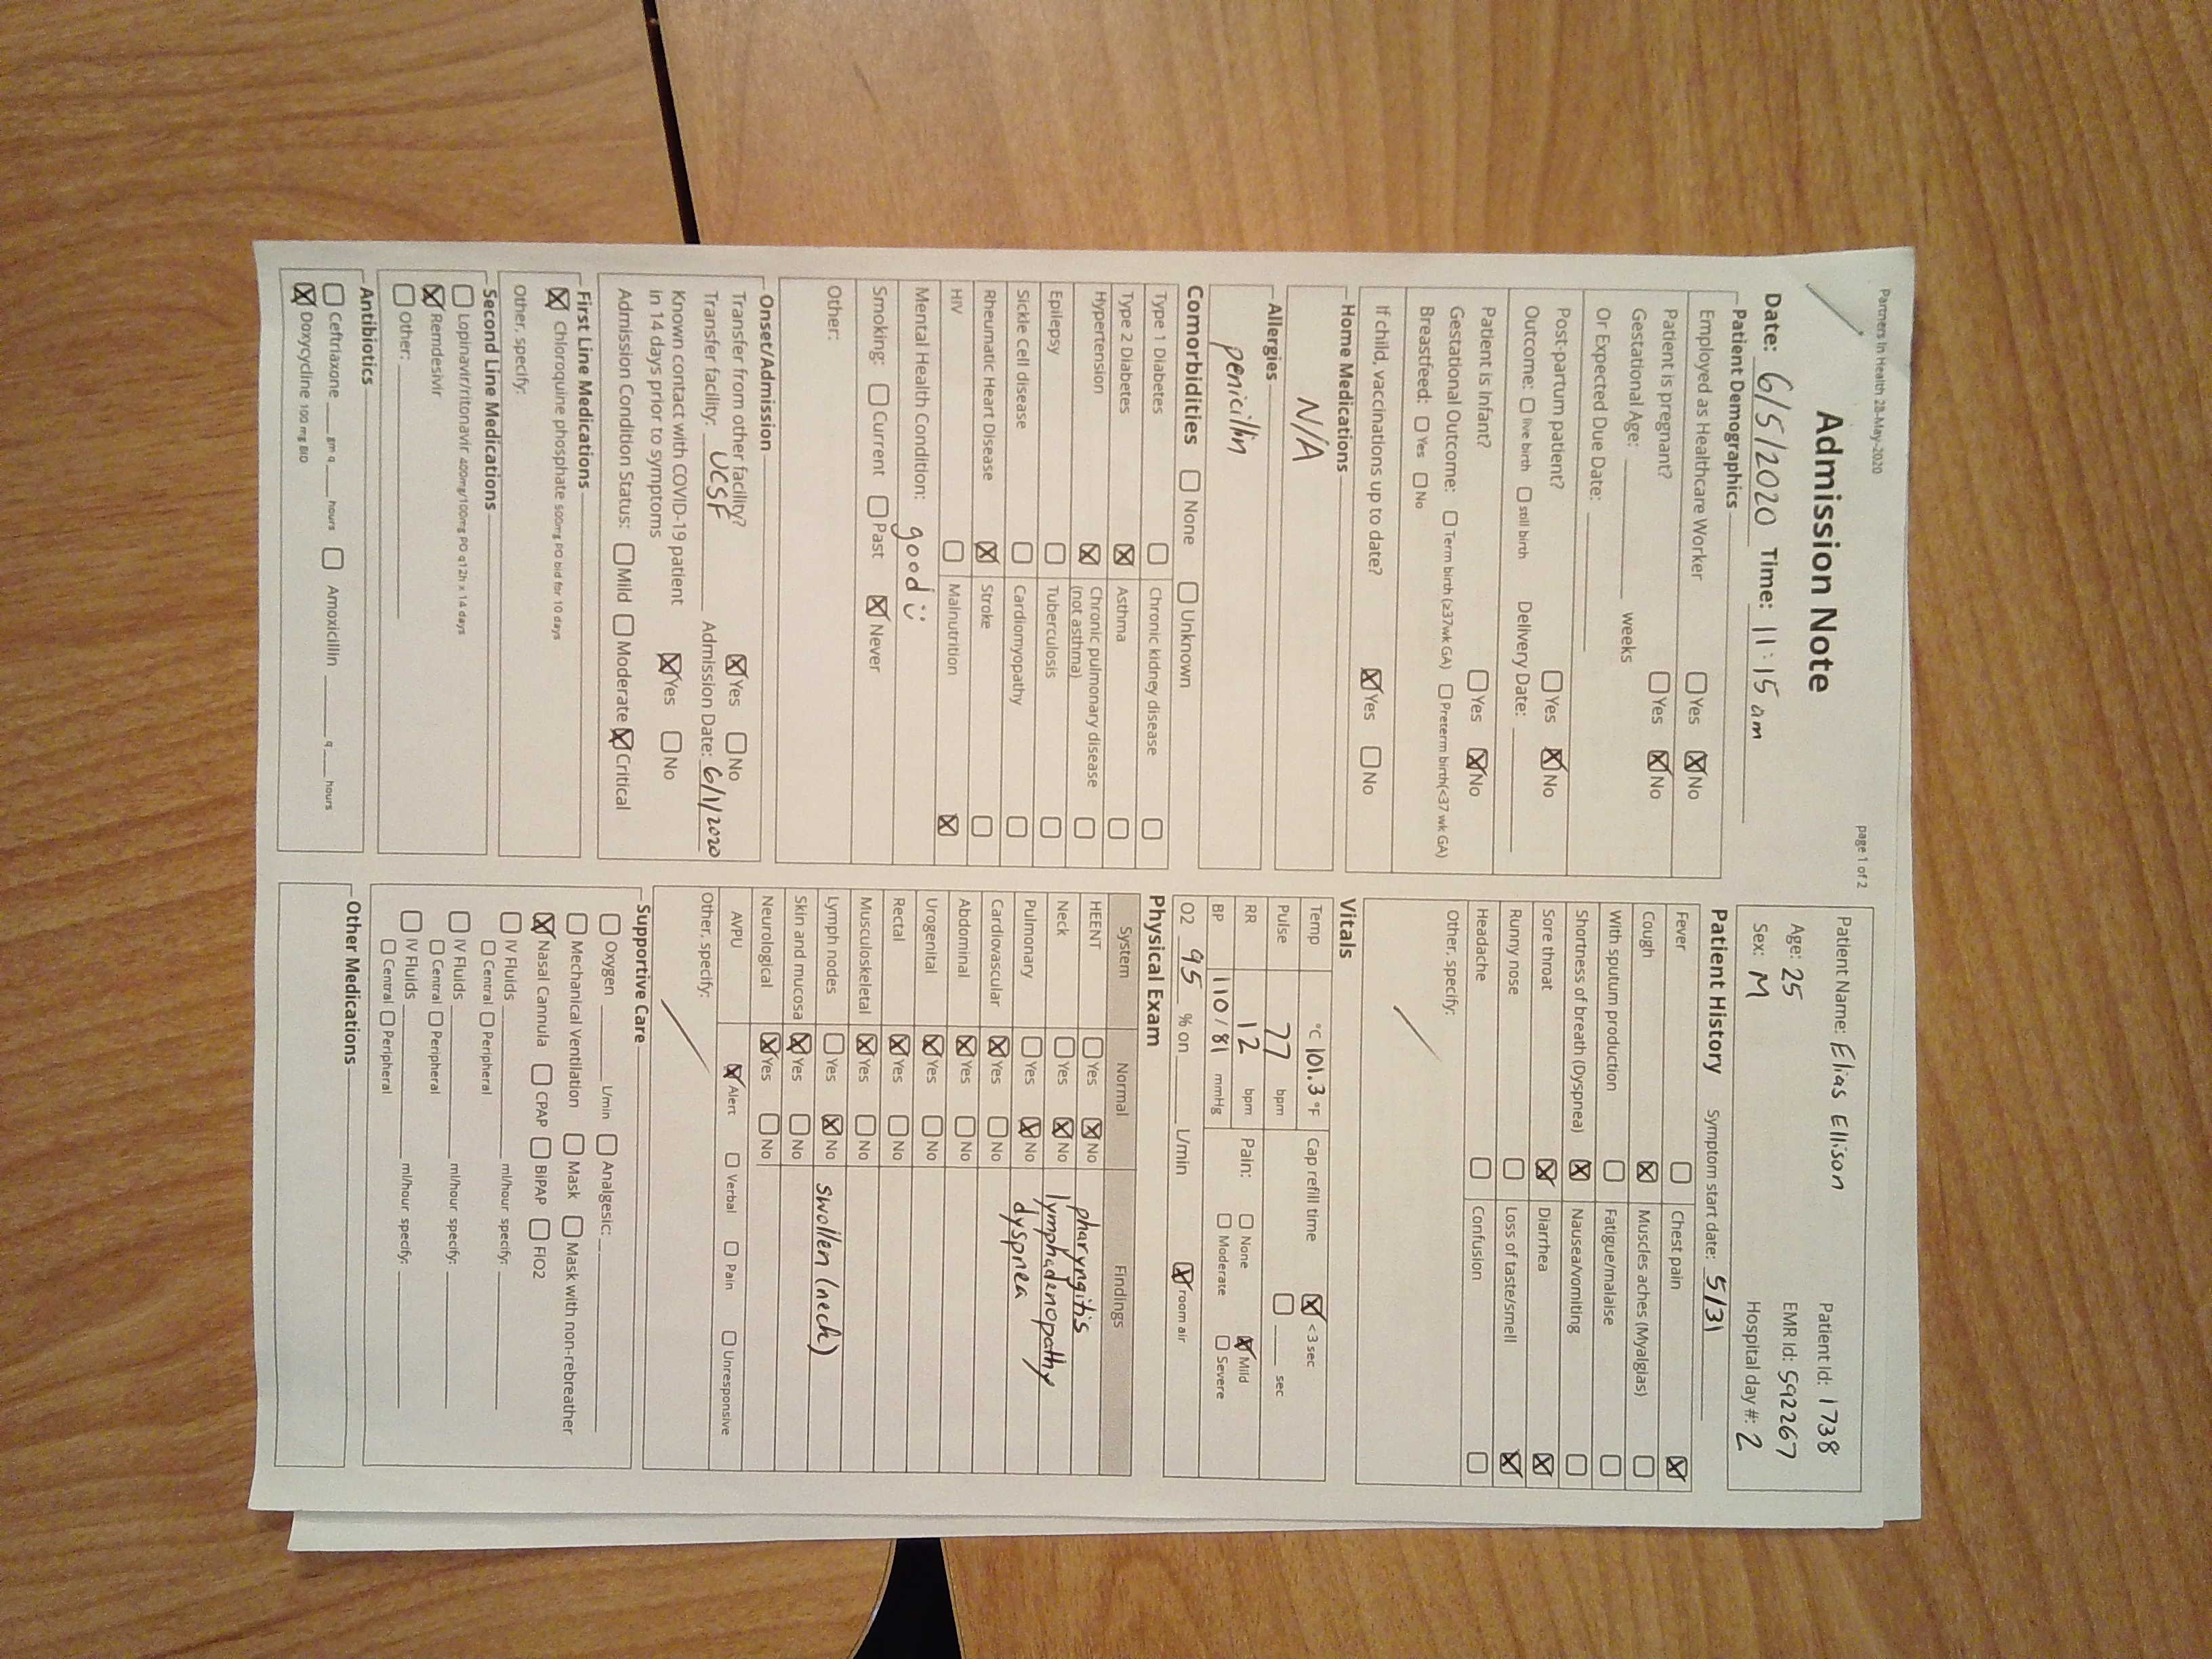 Partners In Health 28-May-2020
page 1 of 2
Admission Note
Date: 6/5/2020 Time: 11:15 am
Patient Name: Elias Ellison Patient Id: 1738
Age: 25 EMR Id: 592267
Sex: M Hospital day #: 2
Patient Demographics
Employed as Healthcare Worker ☐Yes ☒No
Patient is pregnant? ☐Yes ☒No
Gestational Age: ______ weeks
Or Expected Due Date: ______
Post-partum patient? ☐Yes ☒No
Outcome: ☐live birth ☐still birth Delivery Date: ______
Patient is Infant? ☐Yes ☒No
Gestational Outcome: ☐Term birth (≥37wk GA) ☐Preterm birth(<37 wk GA)
Breastfeed: ☐Yes ☐No
If child, vaccinations up to date? ☒Yes ☐No
Home Medications
N/A
Allergies
penicillin
Comorbidities ☐None ☐Unknown
Type 1 Diabetes ☐ Chronic kidney disease ☐
Type 2 Diabetes ☒ Asthma ☐
Hypertension ☒ Chronic pulmonary disease (not asthma) ☐
Epilepsy ☐ Tuberculosis ☐
Sickle Cell disease ☐ Cardiomyopathy ☐
Rheumatic Heart Disease ☒ Stroke ☐
HIV ☐ Malnutrition ☒
Mental Health Condition: good :)
Smoking: ☐Current ☐Past ☒Never
Other:
Onset/Admission
Transfer from other facility? ☒Yes ☐No
Transfer facility: UCSF Admission Date: 6/1/2020
Known contact with COVID-19 patient
in 14 days prior to symptoms ☒Yes ☐No
Admission Condition Status: ☐Mild ☐Moderate ☒Critical
First Line Medications
☒ Chloroquine phosphate 500mg PO bid for 10 days
Other, specify:
Second Line Medications
☐Lopinavir/ritonavir 400mg/100mg PO q12h x 14 days
☒Remdesivir
☐Other: ______
Antibiotics
☐Ceftriaxone ___ gm q ___ hours ☐ Amoxicillin ___ q ___ hours
☒Doxycycline 100 mg BID
Patient History Symptom start date: 5/31
Fever ☐ Chest pain ☒
Cough ☒ Muscles aches (Myalgias) ☐
With sputum production ☐ Fatigue/malaise ☐
Shortness of breath (Dyspnea) ☒ Nausea/vomiting ☐
Sore throat ☒ Diarrhea ☒
Runny nose ☐ Loss of taste/smell ☒
Headache ☐ Confusion ☐
Other, specify:
Vitals
Temp °C 101.3 °F Cap refill time ☒ < 3 sec
Pulse 77 bpm ☐ ___ sec
RR 12 bpm Pain: ☐None ☒Mild
BP 110 / 81 mmHg ☐Moderate ☐Severe
O2 95 % on ___ L/min ☒room air
Physical Exam
System Normal Findings
HEENT ☐Yes ☒No pharyngitis
Neck ☐Yes ☒No lymphadenopathy
Pulmonary ☐Yes ☒No dyspnea
Cardiovascular ☒Yes ☐No
Abdominal ☒Yes ☐No
Urogenital ☒Yes ☐No
Rectal ☒Yes ☐No
Musculoskeletal ☒Yes ☐No
Lymph nodes ☐Yes ☒No swollen (neck)
Skin and mucosa ☒Yes ☐No
Neurological ☒Yes ☐No
AVPU ☒Alert ☐Verbal ☐Pain ☐Unresponsive
Other, specify:
Supportive Care
☐Oxygen ______ L/min ☐Analgesic: ______
☐Mechanical Ventilation ☐Mask ☐Mask with non-rebreather
☒Nasal Cannula ☐CPAP ☐BiPAP ☐FIO2
☐IV Fluids ______ ml/hour specify: ______
☐Central ☐Peripheral
☐IV Fluids ______ ml/hour specify: ______
☐Central ☐Peripheral
☐IV Fluids ______ ml/hour specify: ______
☐Central ☐Peripheral
Other Medications